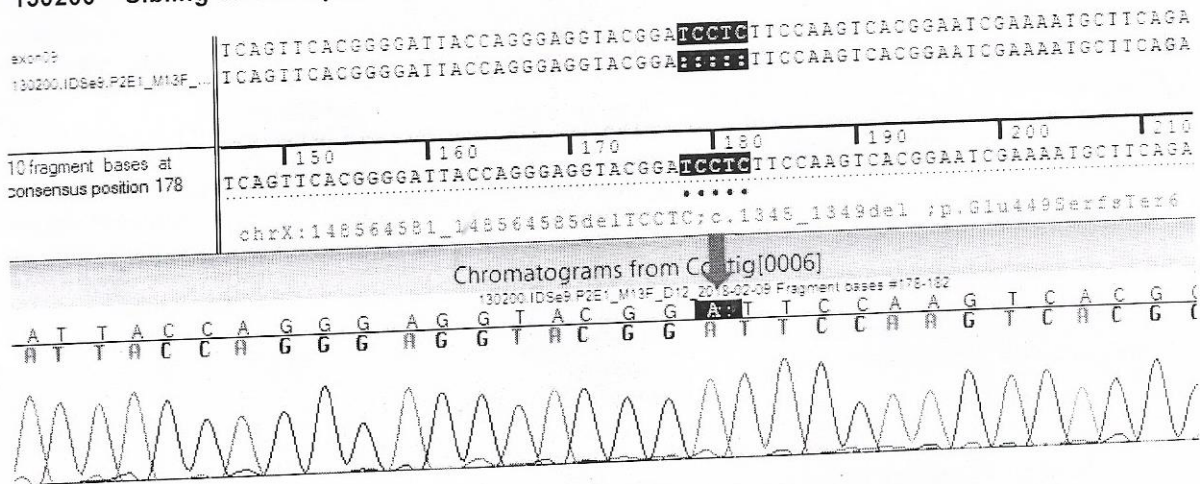 exon09 TCAGTTCACGGGGATTACCAGGGAGGTACGGATCCTCTTCCAAGTCACGGAATCGAAAATGCTTCAGA
130200.IDSe9.P2E1_M13F_... TCAGTTCACGGGGATTACCAGGGAGGTACGGA:::::TTCCAAGTCACGGAATCGAAAATGCTTCAGA
150 160 170 180 190 200 210
10 fragment bases at
consensus position 178 TCAGTTCACGGGGATTACCAGGGAGGTACGGATCCTCTTCCAAGTCACGGAATCGAAAATGCTTCAGA
chrX:148564581_148564585delTCCTC;c.1345_1349del ;p.Glu449SerfsTer6
Chromatograms from Contig[0006]
130200.IDSe9.P2E1_M13F_D12_2018-02-09 Fragment bases #178-182
A T T A C C A G G G A G G T A C G G A : T T C C A A G T C A C G
A T T A C C A G G G A G G T A C G G A T T C C A A G T C A C G